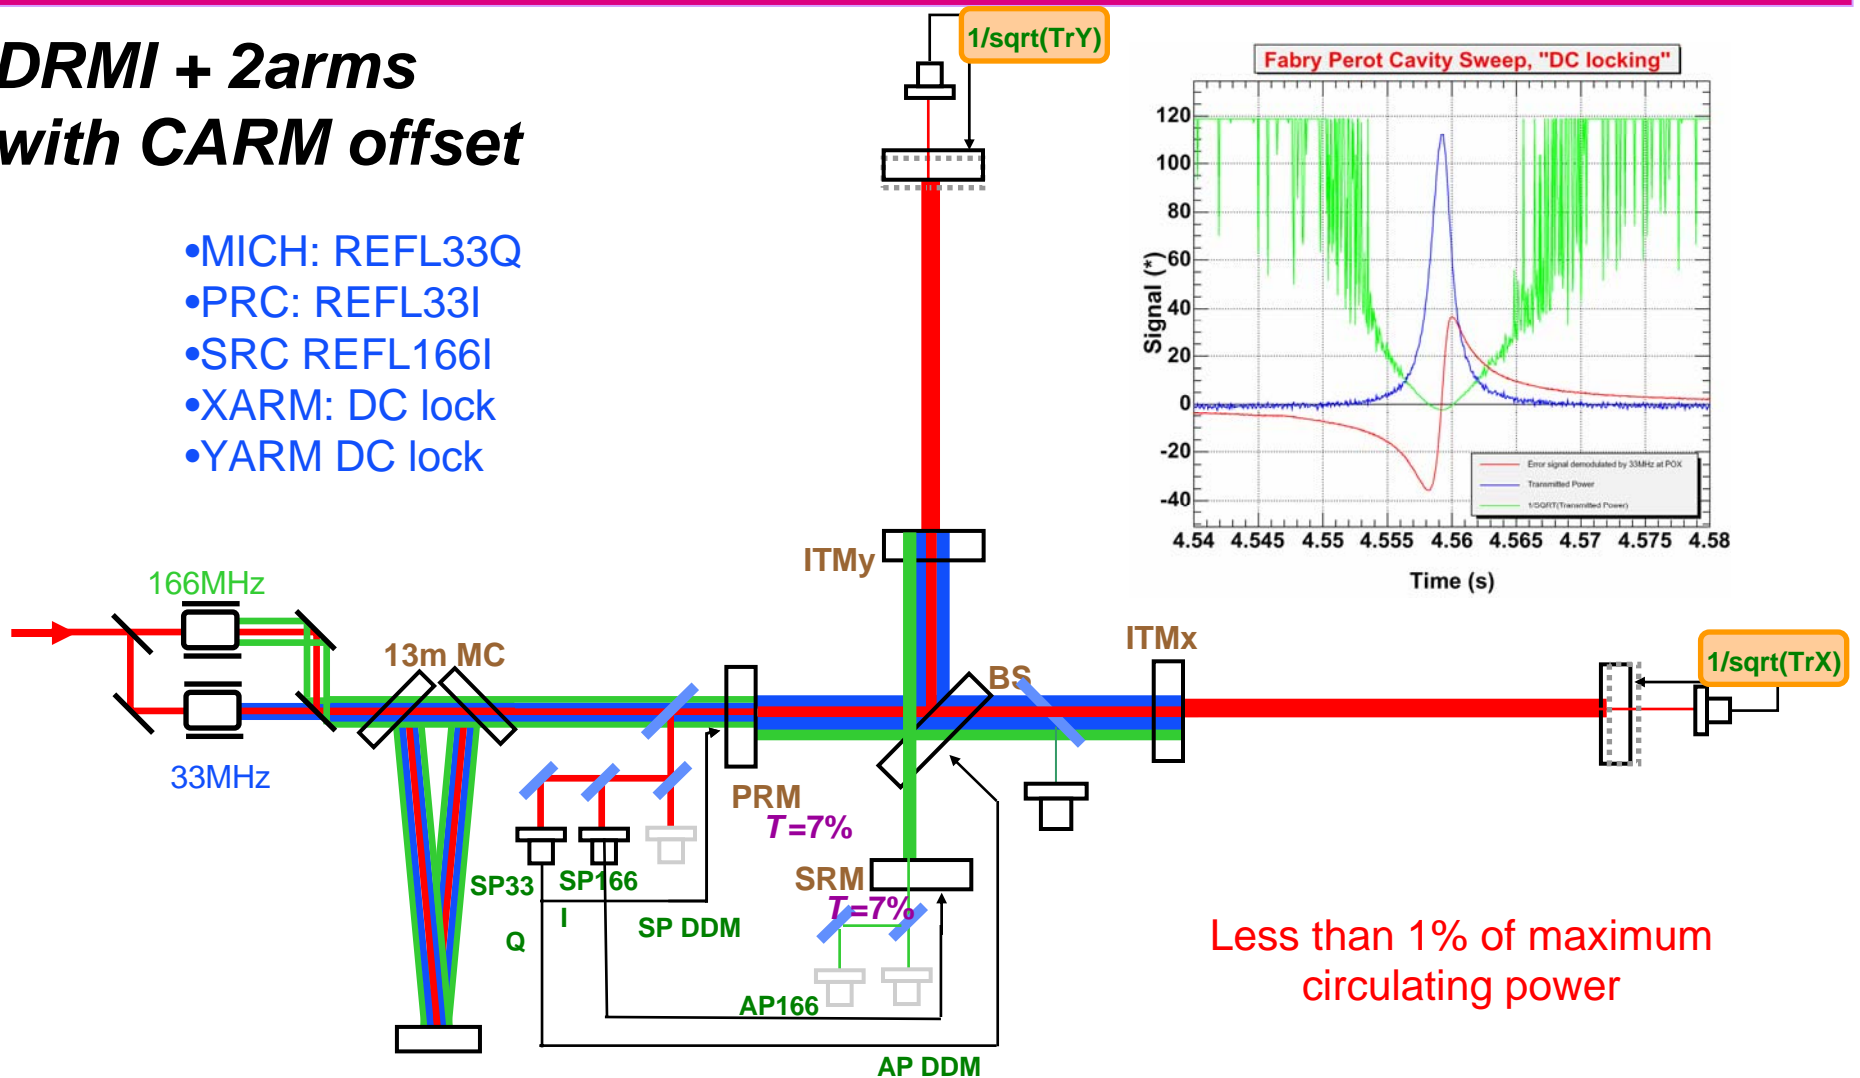 DRMI + 2arms
with CARM offset
•MICH: REFL33Q
•PRC: REFL33I
•SRC REFL166I
•XARM: DC lock
•YARM DC lock
1/sqrt(TrY)
Fabry Perot Cavity Sweep, "DC locking"
Signal (*)
120
100
80
60
40
20
0
-20
-40
Error signal demodulated by 33MHz at POX
Transmitted Power
1/SQRT(Transmitted Power)
4.54 4.545 4.55 4.555 4.56 4.565 4.57 4.575 4.58
Time (s)
ITMy
166MHz
13m MC
33MHz
BS
ITMx
1/sqrt(TrX)
PRM
T=7%
SRM
T=7%
SP33
SP166
I
Q
SP DDM
AP166
AP DDM
Less than 1% of maximum
circulating power